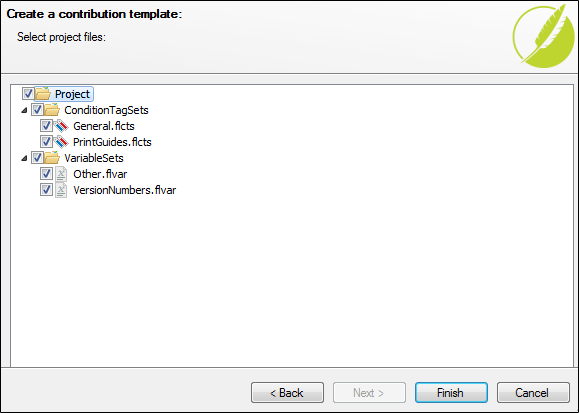 Create a contribution template:
Select project files:
Project
ConditionTagSets
General.flcts
PrintGuides.flcts
VariableSets
Other.flvar
VersionNumbers.flvar
< Back Next > Finish Cancel